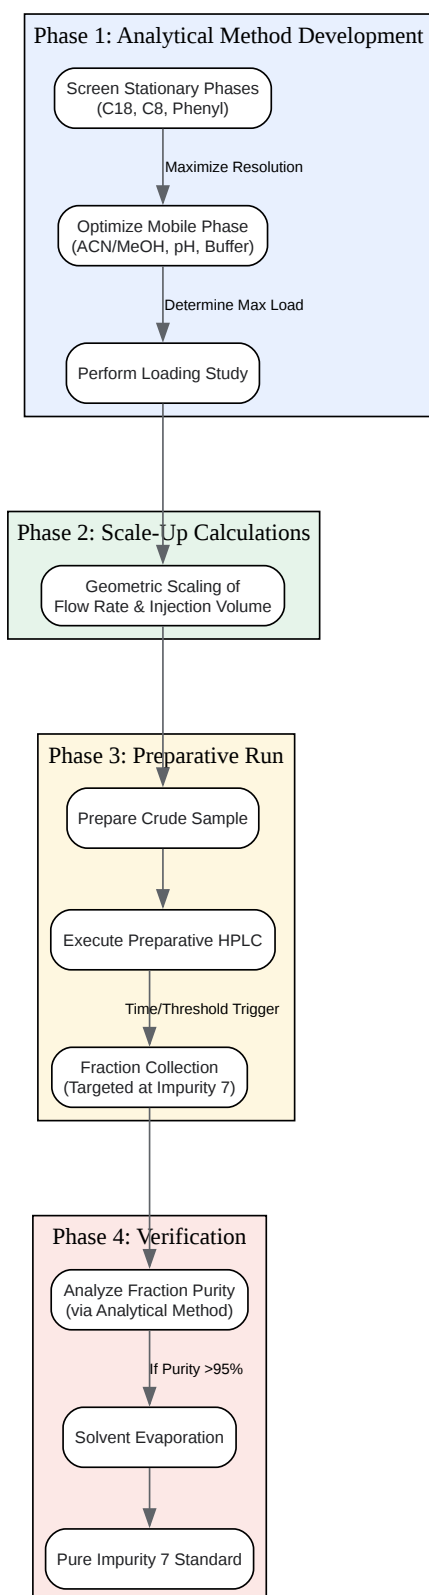 Phase 1: Analytical Method Development
Screen Stationary Phases
(C18, C8, Phenyl)
Maximize Resolution
Optimize Mobile Phase
(ACN/MeOH, pH, Buffer)
Determine Max Load
Perform Loading Study
Phase 2: Scale-Up Calculations
Geometric Scaling of
Flow Rate & Injection Volume
Phase 3: Preparative Run
Prepare Crude Sample
Execute Preparative HPLC
Time/Threshold Trigger
Fraction Collection
(Targeted at Impurity 7)
Phase 4: Verification
Analyze Fraction Purity
(via Analytical Method)
If Purity >95%
Solvent Evaporation
Pure Impurity 7 Standard